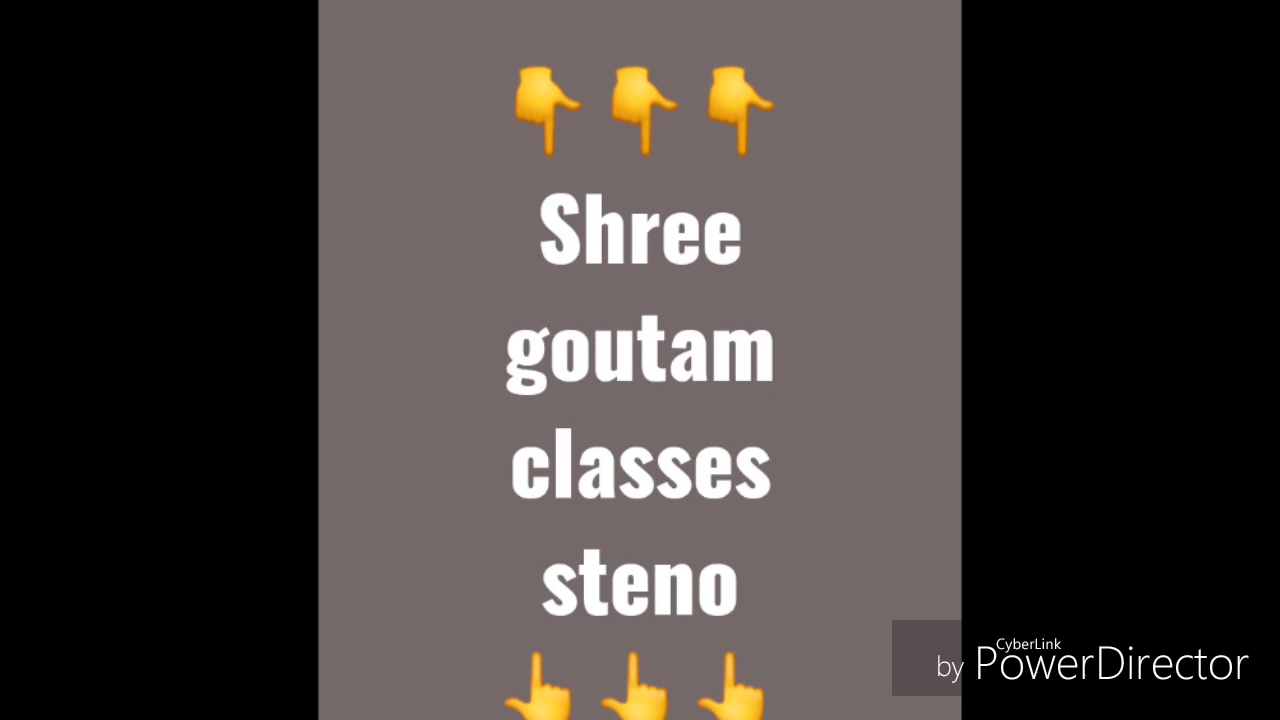 👇👇👇
Shree
goutam
classes
steno
👆👆👆
CyberLink
by PowerDirector